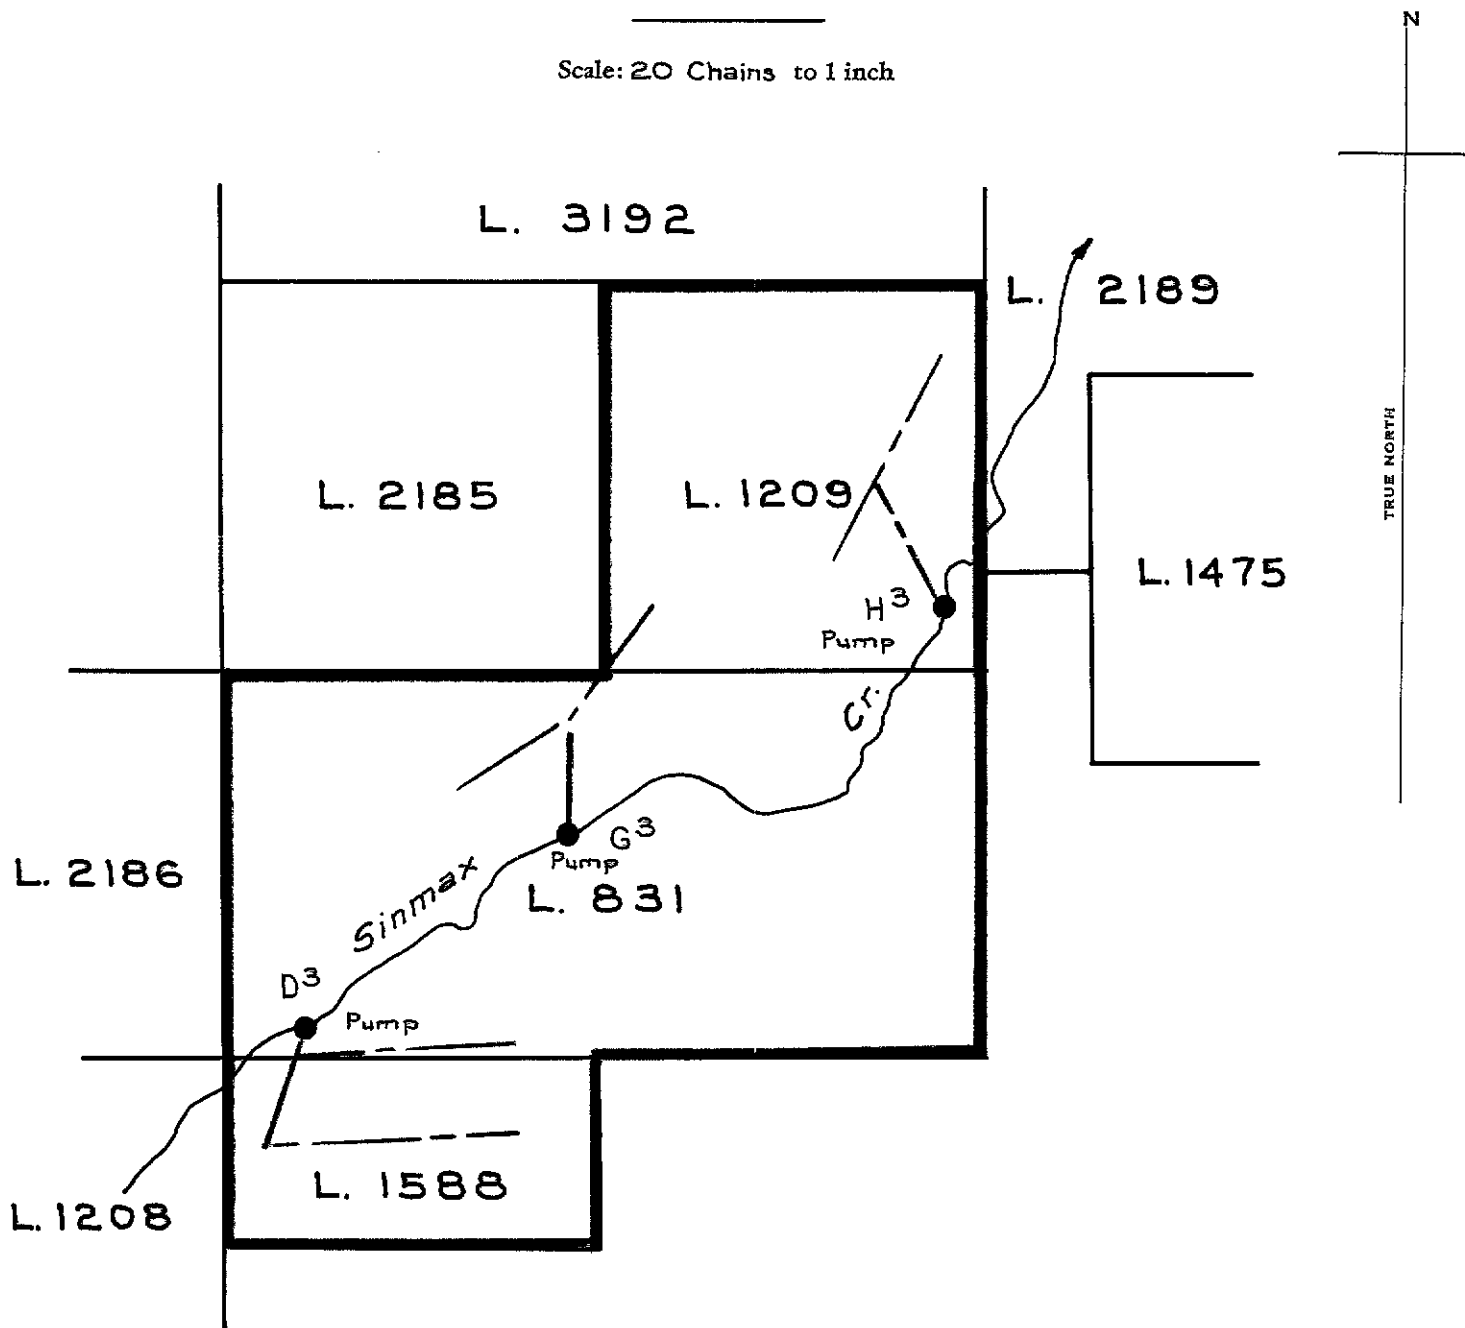 N
Scale: 20 Chains to 1 inch
L. 3192
L. 2189
L. 2185
L. 1209
TRUE NORTH
L. 1475
H3
Pump
Cr.
G3
Pump
L. 2186
Sinmax
L. 831
D3
Pump
L. 1588
L. 1208